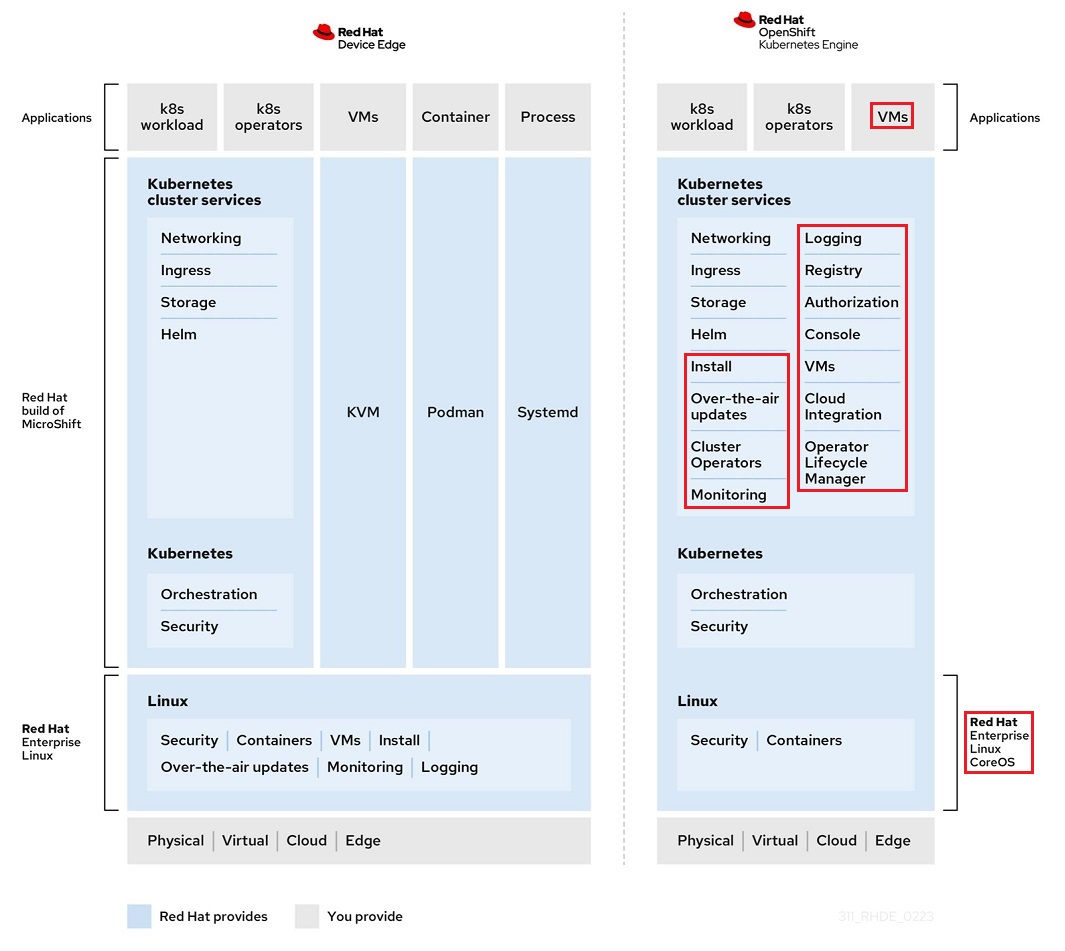 Red Hat
Device Edge
Red Hat
OpenShift
Kubernetes Engine
Applications
k8s
workload
k8s
operators
VMs
Container
Process
k8s
workload
k8s
operators
VMs
Applications
Red Hat
build of
MicroShift
Kubernetes
cluster services
Networking
Ingress
Storage
Helm
KVM
Podman
Systemd
Kubernetes
Orchestration
Security
Kubernetes
cluster services
Networking
Ingress
Storage
Helm
Install
Over-the-air
updates
Cluster
Operators
Monitoring
Logging
Registry
Authorization
Console
VMs
Cloud
Integration
Operator
Lifecycle
Manager
Kubernetes
Orchestration
Security
Red Hat
Enterprise
Linux
Linux
Security Containers VMs Install
Over-the-air updates Monitoring Logging
Linux
Security Containers
Red Hat
Enterprise
Linux
CoreOS
Physical Virtual Cloud Edge
Physical Virtual Cloud Edge
Red Hat provides
You provide
311_RHDE_0223